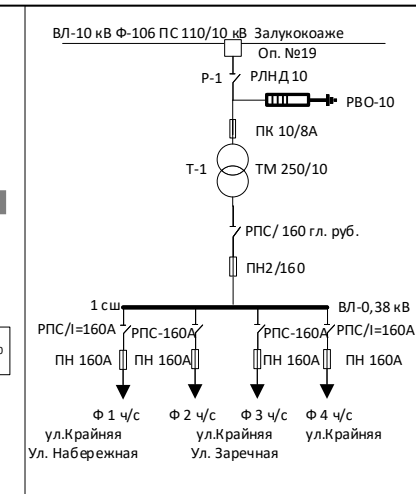 ВЛ-10 кВ Ф-106 ПС 110/10 кВ Залукокоаже
Оп. №19
Р-1 РЛНД 10
РВО-10
ПК 10/8А
Т-1 ТМ 250/10
РПС/ 160 гл. руб.
ПН2/160
1 сш ВЛ-0,38 кВ
РПС/I=160А РПС-160А РПС-160А РПС/I=160А
ПН 160А ПН 160А ПН 160А ПН 160А
Ф 1 ч/с Ф 2 ч/с Ф 3 ч/с Ф 4 ч/с
ул.Крайняя ул.Крайняя ул.Крайняя
Ул. Набережная Ул. Заречная